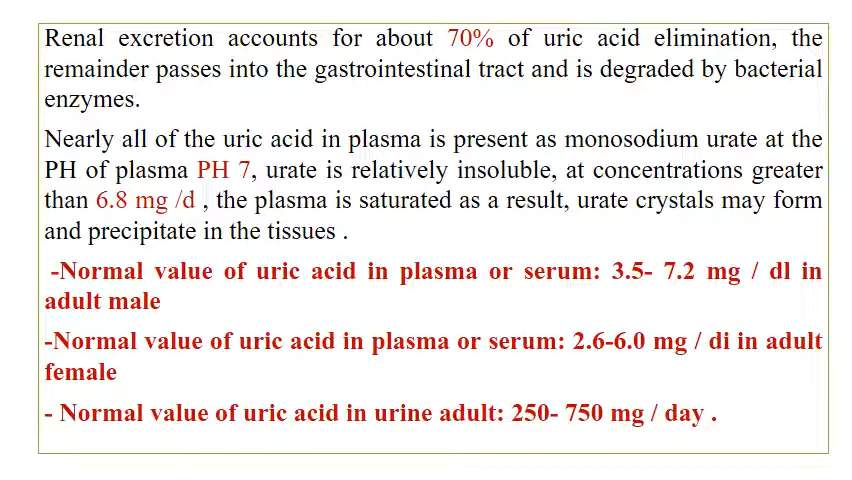 Renal excretion accounts for about 70% of uric acid elimination, the
remainder passes into the gastrointestinal tract and is degraded by bacterial
enzymes.
Nearly all of the uric acid in plasma is present as monosodium urate at the
PH of plasma PH 7, urate is relatively insoluble, at concentrations greater
than 6.8 mg /d , the plasma is saturated as a result, urate crystals may form
and precipitate in the tissues .
-Normal value of uric acid in plasma or serum: 3.5- 7.2 mg / dl in
adult male
-Normal value of uric acid in plasma or serum: 2.6-6.0 mg / di in adult
female
- Normal value of uric acid in urine adult: 250- 750 mg / day .